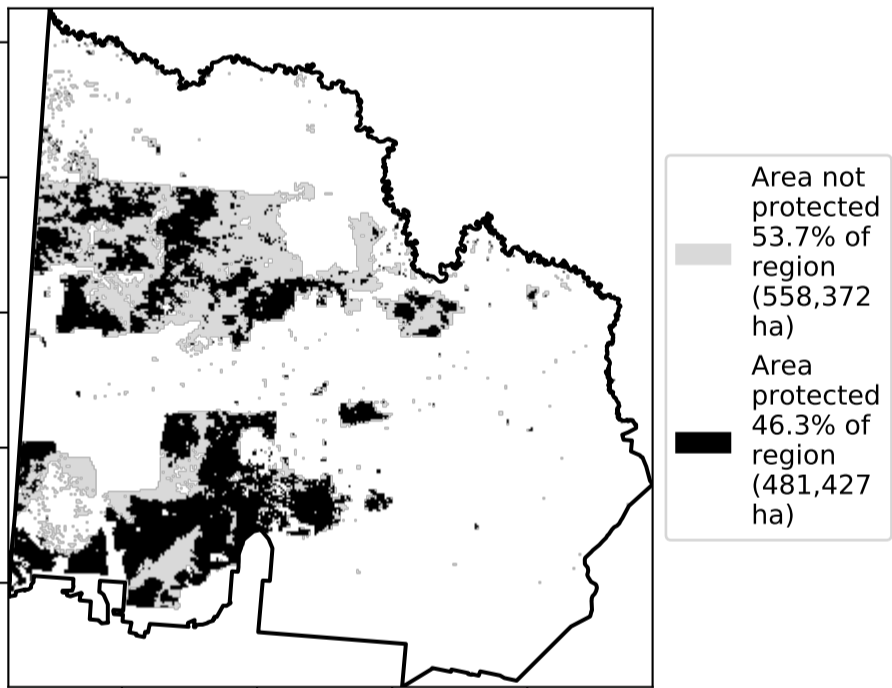 Area not
protected
53.7% of
region
(558,372
ha)
Area
protected
46.3% of
region
(481,427
ha)